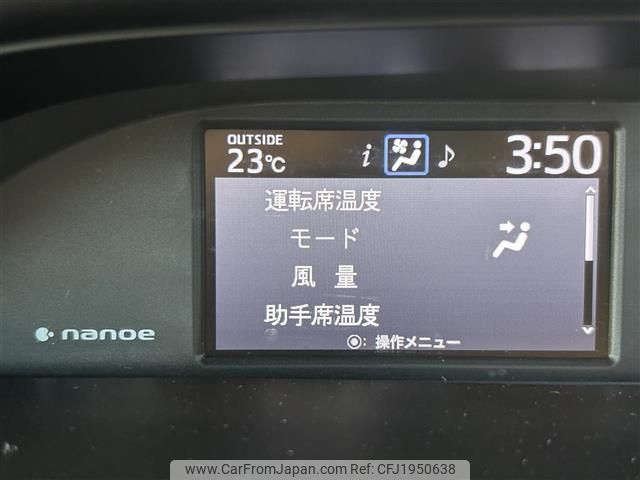 OUTSIDE
23℃ i ♪ 3:50
運転席温度
モード
風量
助手席温度
◉: 操作メニュー
nanoe
www.CarFromJapan.com - CFJ1950638